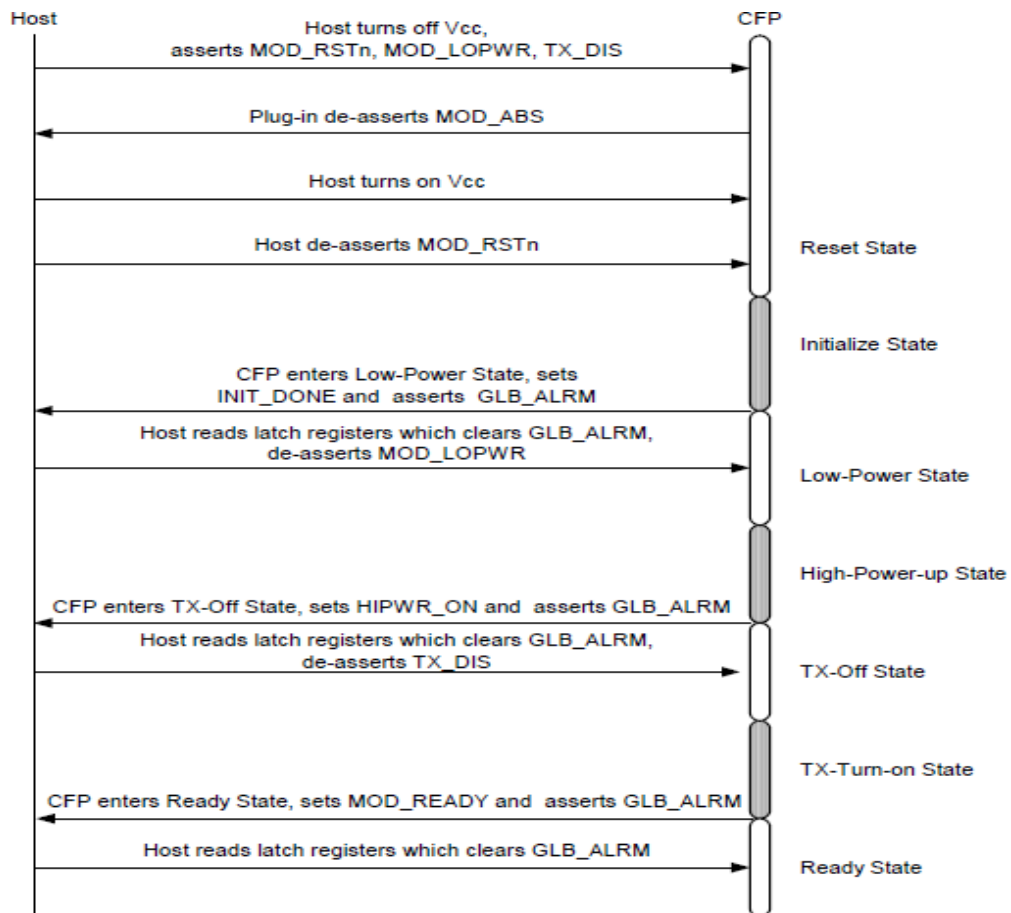 Host
CFP
Host turns off Vcc,
asserts MOD_RSTn, MOD_LOPWR, TX_DIS
Plug-in de-asserts MOD_ABS
Host turns on Vcc
Host de-asserts MOD_RSTn
Reset State
Initialize State
CFP enters Low-Power State, sets
INIT_DONE and asserts GLB_ALRM
Host reads latch registers which clears GLB_ALRM,
de-asserts MOD_LOPWR
Low-Power State
High-Power-up State
CFP enters TX-Off State, sets HIPWR_ON and asserts GLB_ALRM
Host reads latch registers which clears GLB_ALRM,
de-asserts TX_DIS
TX-Off State
TX-Turn-on State
CFP enters Ready State, sets MOD_READY and asserts GLB_ALRM
Host reads latch registers which clears GLB_ALRM
Ready State